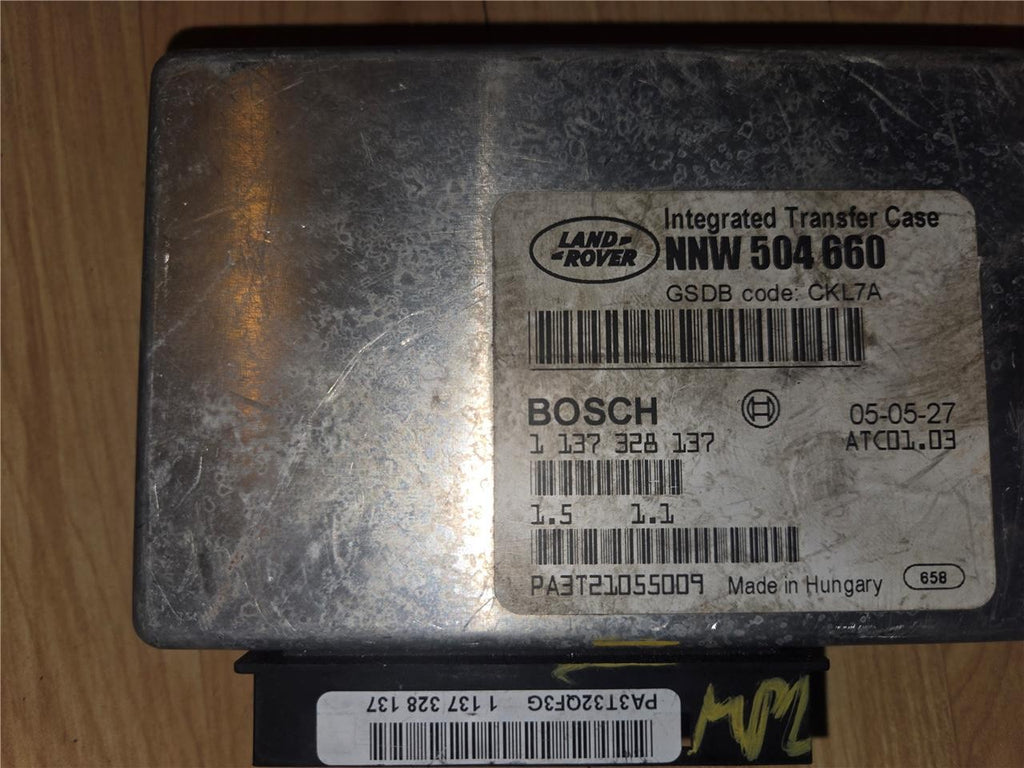 LAND-
-ROVER
Integrated Transfer Case
NNW 504 660
GSDB code: CKL7A
BOSCH
05-05-27
1 137 328 137
ATC01.03
1.5 1.1
PA3T21055009
Made in Hungary
658
PA3T32QF3G 1 137 328 137